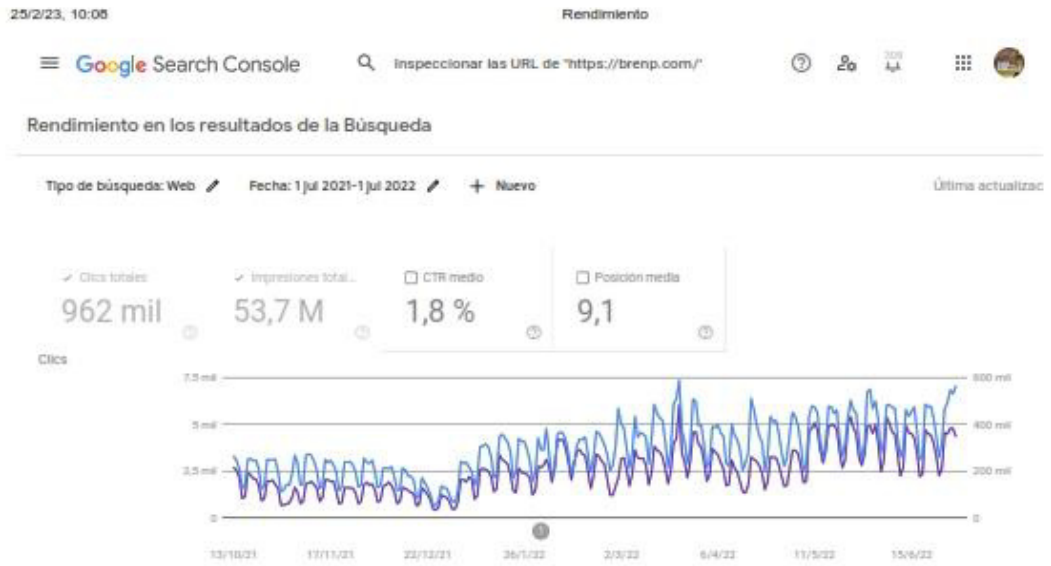 25/2/23, 10:08 Rendimiento
Google Search Console Inspeccionar las URL de "https://brenp.com/"
Rendimiento en los resultados de la Búsqueda
Tipo de búsqueda: Web Fecha: 1 jul 2021-1 jul 2022 + Nuevo Última actualizac
Clics totales Impresiones total... CTR medio Posición media
962 mil 53,7 M 1,8 % 9,1
Clics
7,5 mil 600 mil
5 mil 400 mil
2,5 mil 200 mil
0 0
13/10/21 17/11/21 22/12/21 26/1/22 2/3/22 6/4/22 11/5/22 15/6/22